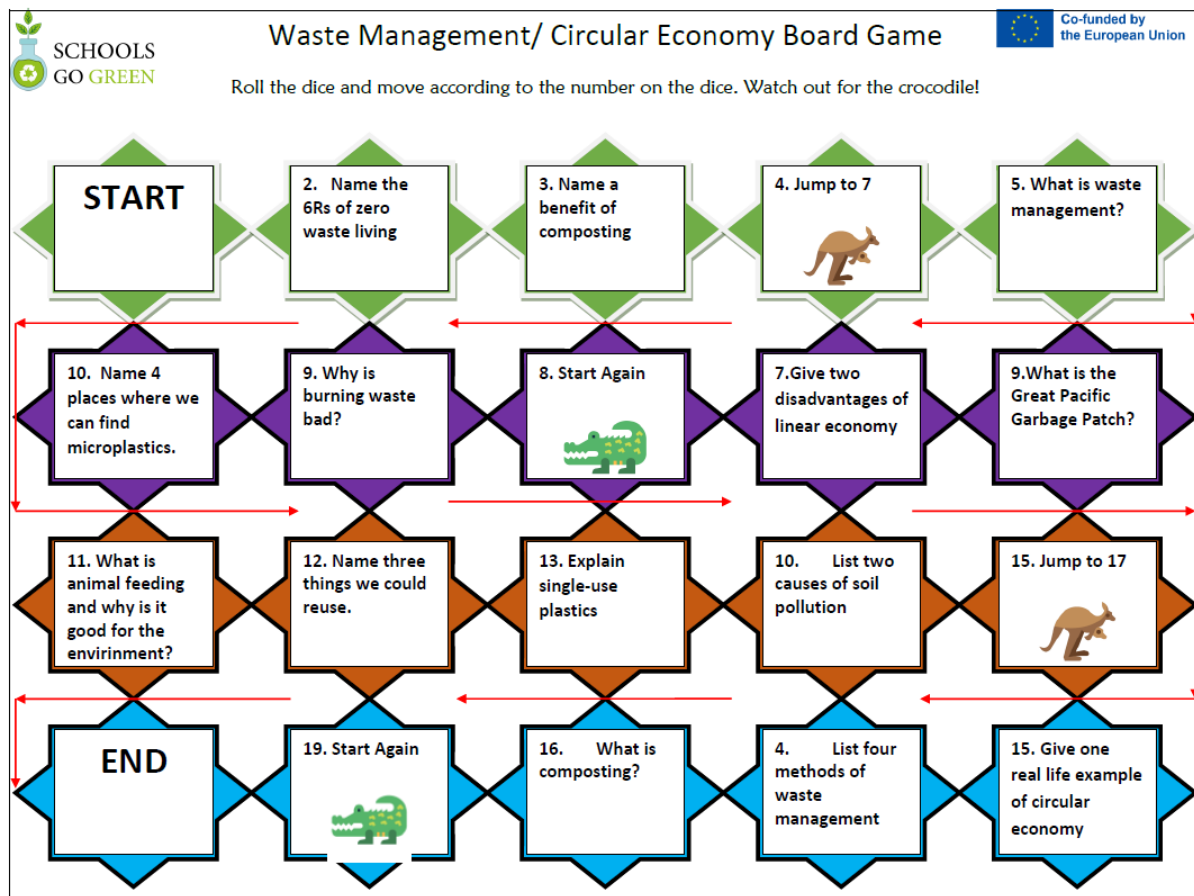 SCHOOLS
GO GREEN
Waste Management/ Circular Economy Board Game
Co-funded by
the European Union
Roll the dice and move according to the number on the dice. Watch out for the crocodile!
START
2. Name the
6Rs of zero
waste living
3. Name a
benefit of
composting
4. Jump to 7
5. What is waste
management?
10. Name 4
places where we
can find
microplastics.
9. Why is
burning waste
bad?
8. Start Again
7.Give two
disadvantages of
linear economy
9.What is the
Great Pacific
Garbage Patch?
11. What is
animal feeding
and why is it
good for the
envirinment?
12. Name three
things we could
reuse.
13. Explain
single-use
plastics
10. List two
causes of soil
pollution
15. Jump to 17
END
19. Start Again
16. What is
composting?
4. List four
methods of
waste
management
15. Give one
real life example
of circular
economy